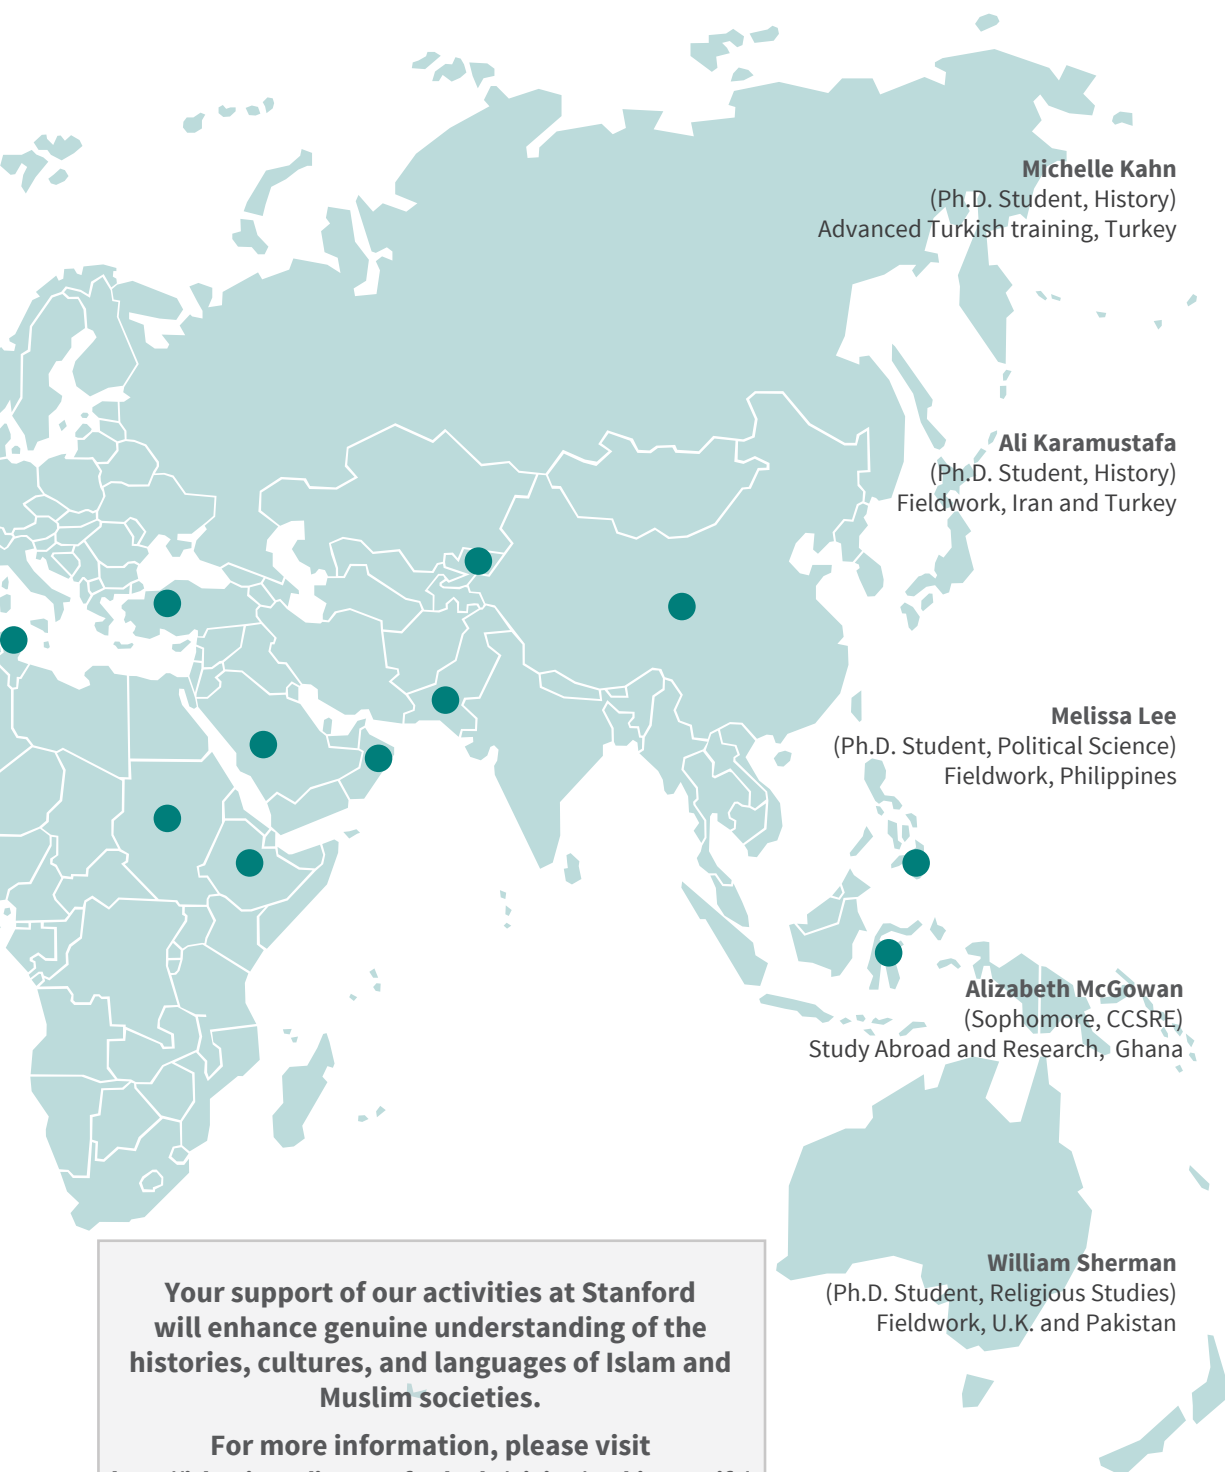 Michelle Kahn
(Ph.D. Student, History)
Advanced Turkish training, Turkey
Ali Karamustafa
(Ph.D. Student, History)
Fieldwork, Iran and Turkey
Melissa Lee
(Ph.D. Student, Political Science)
Fieldwork, Philippines
Alizabeth McGowan
(Sophomore, CCSRE)
Study Abroad and Research, Ghana
William Sherman
(Ph.D. Student, Religious Studies)
Fieldwork, U.K. and Pakistan
Your support of our activities at Stanford
will enhance genuine understanding of the
histories, cultures, and languages of Islam and
Muslim societies.
For more information, please visit